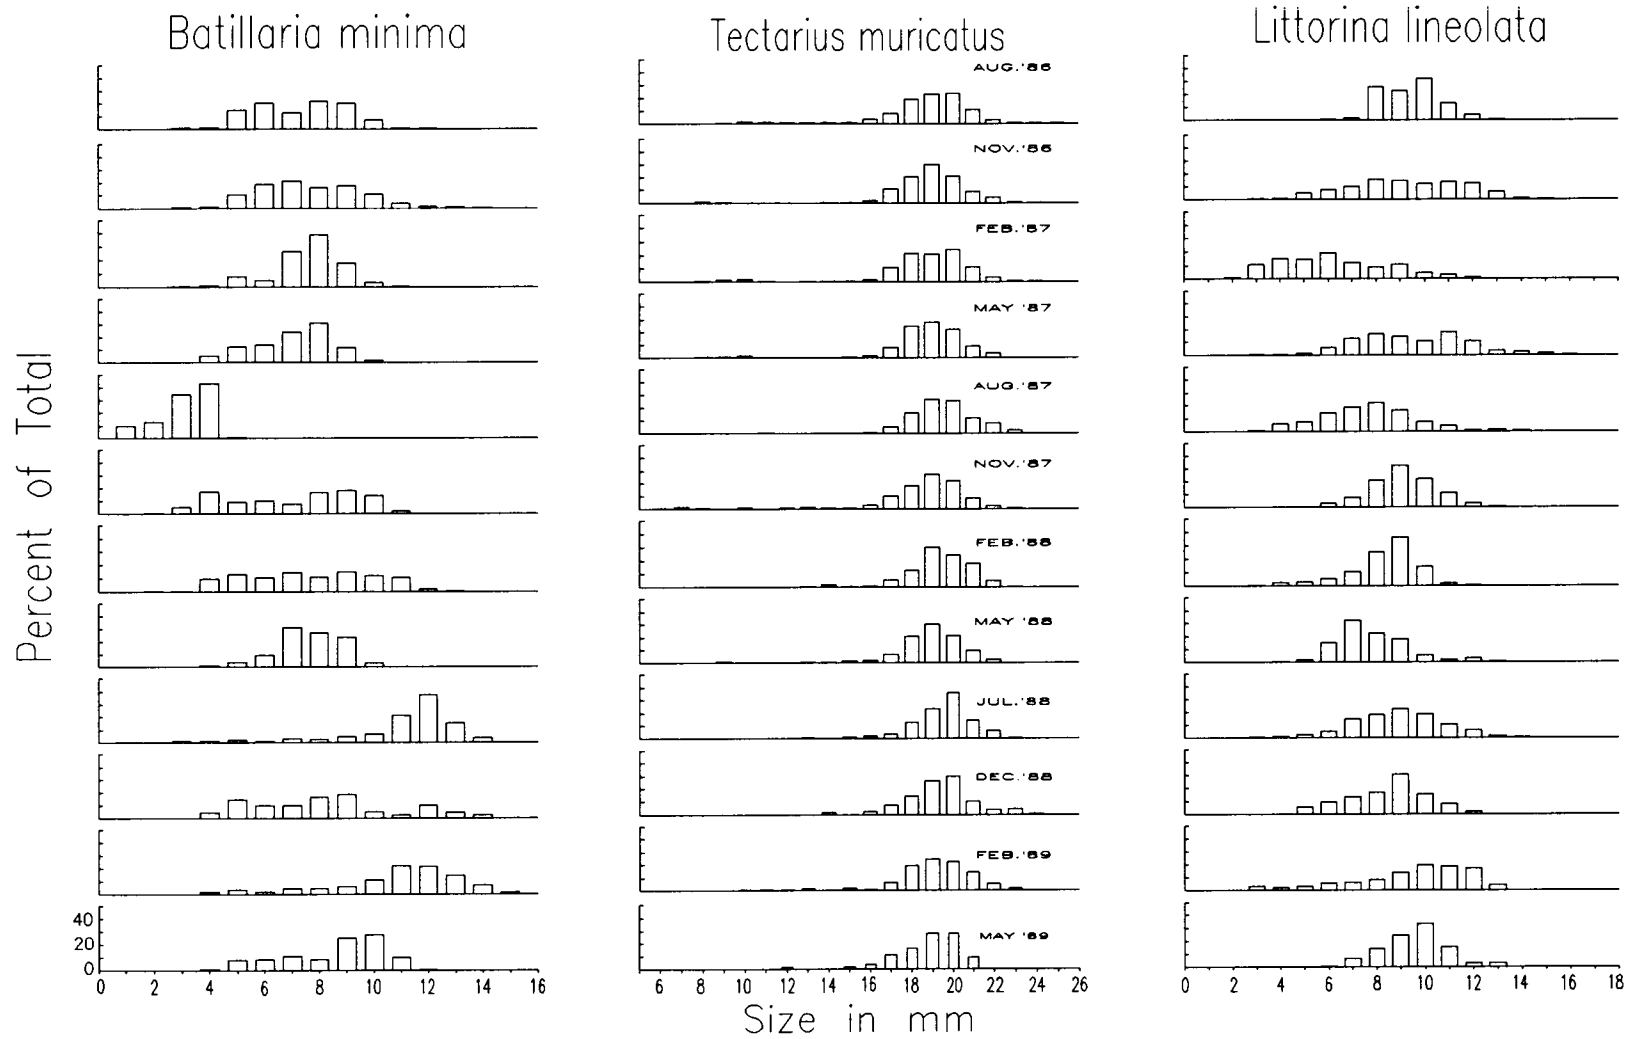 Batillaria minima
Tectarius muricatus
Littorina lineolata
AUG.'86
NOV.'86
FEB.'87
MAY '87
AUG.'87
NOV.'87
FEB.'88
MAY '88
JUL.'88
DEC.'88
FEB.'89
MAY '89
Percent of Total
40
20
0
0 2 4 6 8 10 12 14 16
6 8 10 12 14 16 18 20 22 24 26
0 2 4 6 8 10 12 14 16 18
Size in mm